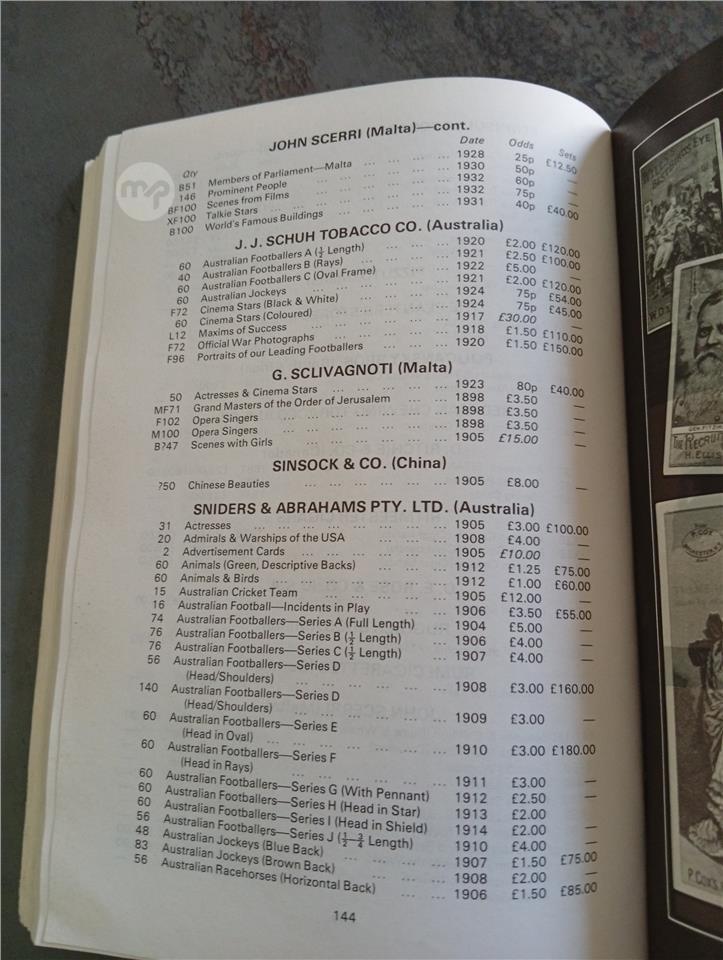 mp
JOHN SCERRI (Malta)—cont.
Qty Date Odds Sets
B51 Members of Parliament—Malta ... ... ... ... 1928 25p £12.50
146 Prominent People ... ... ... ... 1930 50p —
BF100 Scenes from Films ... ... ... ... 1932 60p —
XF100 Talkie Stars ... ... ... ... 1932 75p —
B100 World's Famous Buildings ... ... ... ... 1931 40p £40.00
J. J. SCHUH TOBACCO CO. (Australia)
60 Australian Footballers A (½ Length) ... ... ... 1920 £2.00 £120.00
40 Australian Footballers B (Rays) ... ... ... 1921 £2.50 £100.00
60 Australian Footballers C (Oval Frame) ... ... ... 1922 £5.00 —
60 Australian Jockeys ... ... ... ... 1921 £2.00 £120.00
F72 Cinema Stars (Black & White) ... ... ... 1924 75p £54.00
60 Cinema Stars (Coloured) ... ... ... ... 1924 75p £45.00
L12 Maxims of Success ... ... ... ... 1917 £30.00 —
F72 Official War Photographs ... ... ... ... 1918 £1.50 £110.00
F96 Portraits of our Leading Footballers ... ... ... 1920 £1.50 £150.00
G. SCLIVAGNOTI (Malta)
50 Actresses & Cinema Stars ... ... ... ... 1923 80p £40.00
MF71 Grand Masters of the Order of Jerusalem ... ... 1898 £3.50 —
F102 Opera Singers ... ... ... ... 1898 £3.50 —
M100 Opera Singers ... ... ... ... 1898 £3.50 —
B?47 Scenes with Girls ... ... ... ... 1905 £15.00 —
SINSOCK & CO. (China)
?50 Chinese Beauties ... ... ... ... 1905 £8.00 —
SNIDERS & ABRAHAMS PTY. LTD. (Australia)
31 Actresses ... ... ... ... ... 1905 £3.00 £100.00
20 Admirals & Warships of the USA ... ... ... 1908 £4.00 —
2 Advertisement Cards ... ... ... ... 1905 £10.00 —
60 Animals (Green, Descriptive Backs) ... ... ... 1912 £1.25 £75.00
60 Animals & Birds ... ... ... ... 1912 £1.00 £60.00
15 Australian Cricket Team ... ... ... ... 1905 £12.00 —
16 Australian Football—Incidents in Play ... ... 1906 £3.50 £55.00
74 Australian Footballers—Series A (Full Length) ... ... 1904 £5.00 —
76 Australian Footballers—Series B (½ Length) ... ... 1906 £4.00 —
76 Australian Footballers—Series C (½ Length) ... ... 1907 £4.00 —
56 Australian Footballers—Series D
(Head/Shoulders) ... ... ... ... 1908 £3.00 £160.00
140 Australian Footballers—Series D
(Head/Shoulders) ... ... ... ... 1909 £3.00 —
60 Australian Footballers—Series E
(Head in Oval) ... ... ... ... 1910 £3.00 £180.00
60 Australian Footballers—Series F
(Head in Rays) ... ... ... ... 1911 £3.00 —
60 Australian Footballers—Series G (With Pennant) 1912 £2.50 —
60 Australian Footballers—Series H (Head in Star) 1913 £2.00 —
60 Australian Footballers—Series I (Head in Shield) 1914 £2.00 —
56 Australian Footballers—Series J (½-¾ Length) 1910 £4.00 —
48 Australian Jockeys (Blue Back) ... ... ... 1907 £1.50 £75.00
83 Australian Jockeys (Brown Back) ... ... ... 1908 £2.00 —
56 Australian Racehorses (Horizontal Back) ... ... 1906 £1.50 £85.00
144
EYE
W.D.
GEN. FITZHU
THE RECRUIT
H. ELLIS
P. COX
P. COX'S